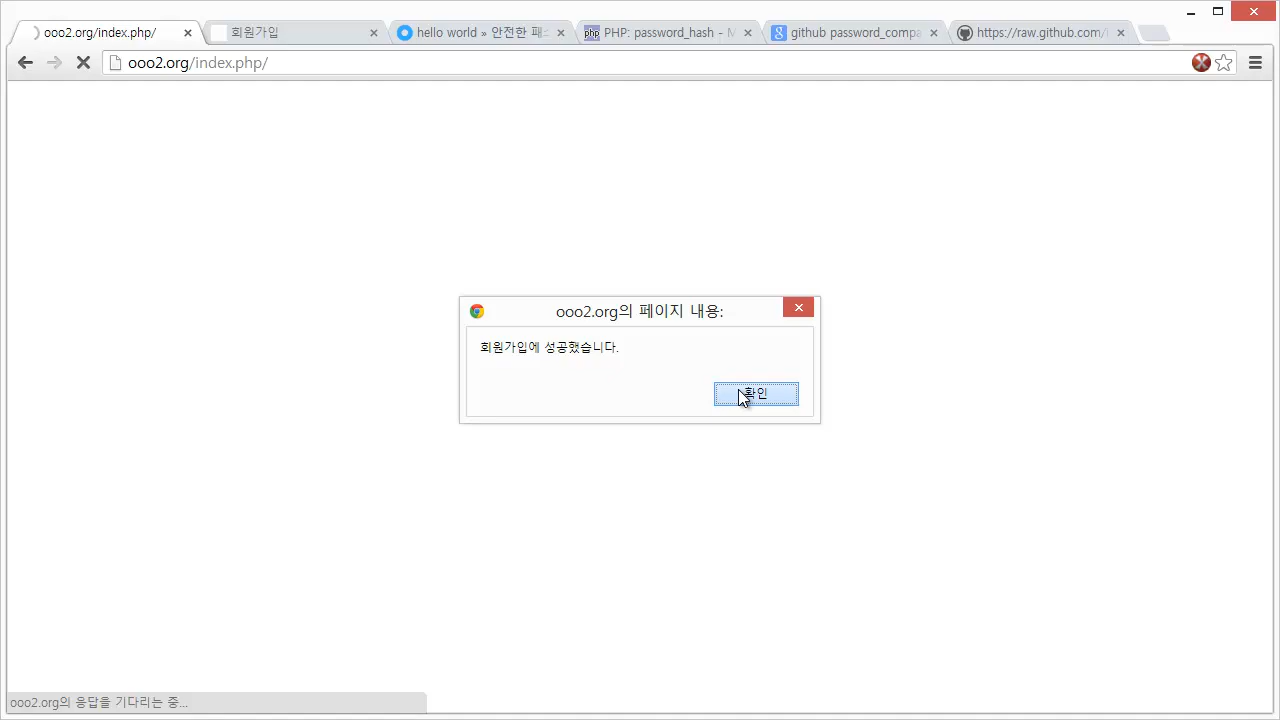 ooo2.org/index.php/
회원가입
hello world » 안전한 패스
PHP: password_hash - M
github password_compa
https://raw.github.com/
ooo2.org/index.php/
ooo2.org의 페이지 내용:
회원가입에 성공했습니다.
확인
ooo2.org의 응답을 기다리는 중...